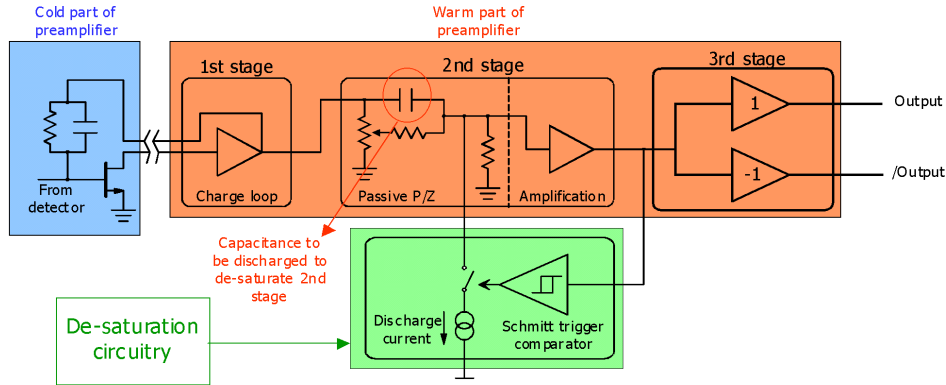 Cold part of
preamplifier
Warm part of
preamplifier
1st stage
2nd stage
3rd stage
1
Output
-1
/Output
From
detector
Charge loop
Passive P/Z
Amplification
Capacitance to
be discharged to
de-saturate 2nd
stage
Discharge
current
Schmitt trigger
comparator
De-saturation
circuitry